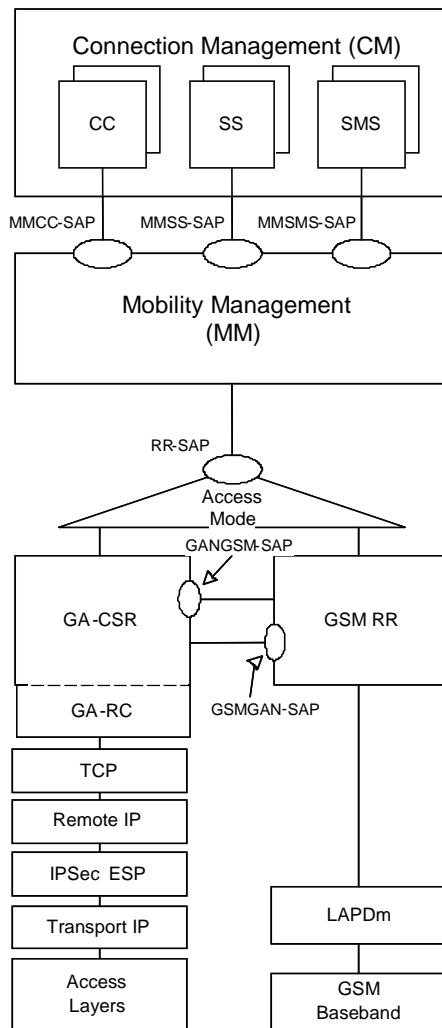 Connection Management (CM)
CC
SS
SMS
MMCC-SAP
MMSS-SAP
MMSMS-SAP
Mobility Management
(MM)
RR-SAP
Access
Mode
GANGSM-SAP
GA-CSR
GSM RR
GA-RC
GSMGAN-SAP
TCP
Remote IP
IPSec ESP
Transport IP
LAPDm
Access
Layers
GSM
Baseband